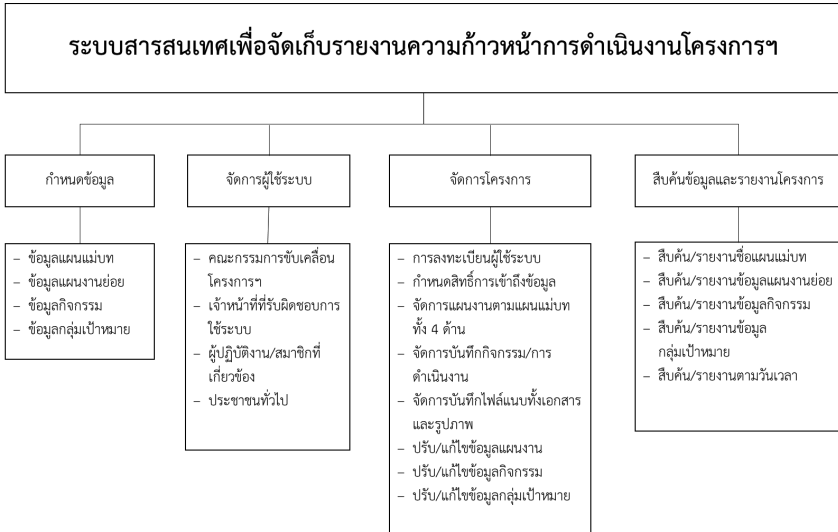 ระบบสารสนเทศเพื่อจัดเก็บรายงานความก้าวหน้าการดำเนินงานโครงการฯ
กำหนดข้อมูล
จัดการผู้ใช้ระบบ
จัดการโครงการ
สืบค้นข้อมูลและรายงานโครงการ
– ข้อมูลแผนแม่บท
– ข้อมูลแผนงานย่อย
– ข้อมูลกิจกรรม
– ข้อมูลกลุ่มเป้าหมาย
– คณะกรรมการขับเคลื่อน
โครงการฯ
– เจ้าหน้าที่ที่รับผิดชอบการ
ใช้ระบบ
– ผู้ปฏิบัติงาน/สมาชิกที่
เกี่ยวข้อง
– ประชาชนทั่วไป
– การลงทะเบียนผู้ใช้ระบบ
– กำหนดสิทธิ์การเข้าถึงข้อมูล
– จัดการแผนงานตามแผนแม่บท
ทั้ง 4 ด้าน
– จัดการบันทึกกิจกรรม/การ
ดำเนินงาน
– จัดการบันทึกไฟล์แนบทั้งเอกสาร
และรูปภาพ
– ปรับ/แก้ไขข้อมูลแผนงาน
– ปรับ/แก้ไขข้อมูลกิจกรรม
– ปรับ/แก้ไขข้อมูลกลุ่มเป้าหมาย
– สืบค้น/รายงานชื่อแผนแม่บท
– สืบค้น/รายงานข้อมูลแผนงานย่อย
– สืบค้น/รายงานข้อมูลกิจกรรม
– สืบค้น/รายงานข้อมูล
กลุ่มเป้าหมาย
– สืบค้น/รายงานตามวันเวลา